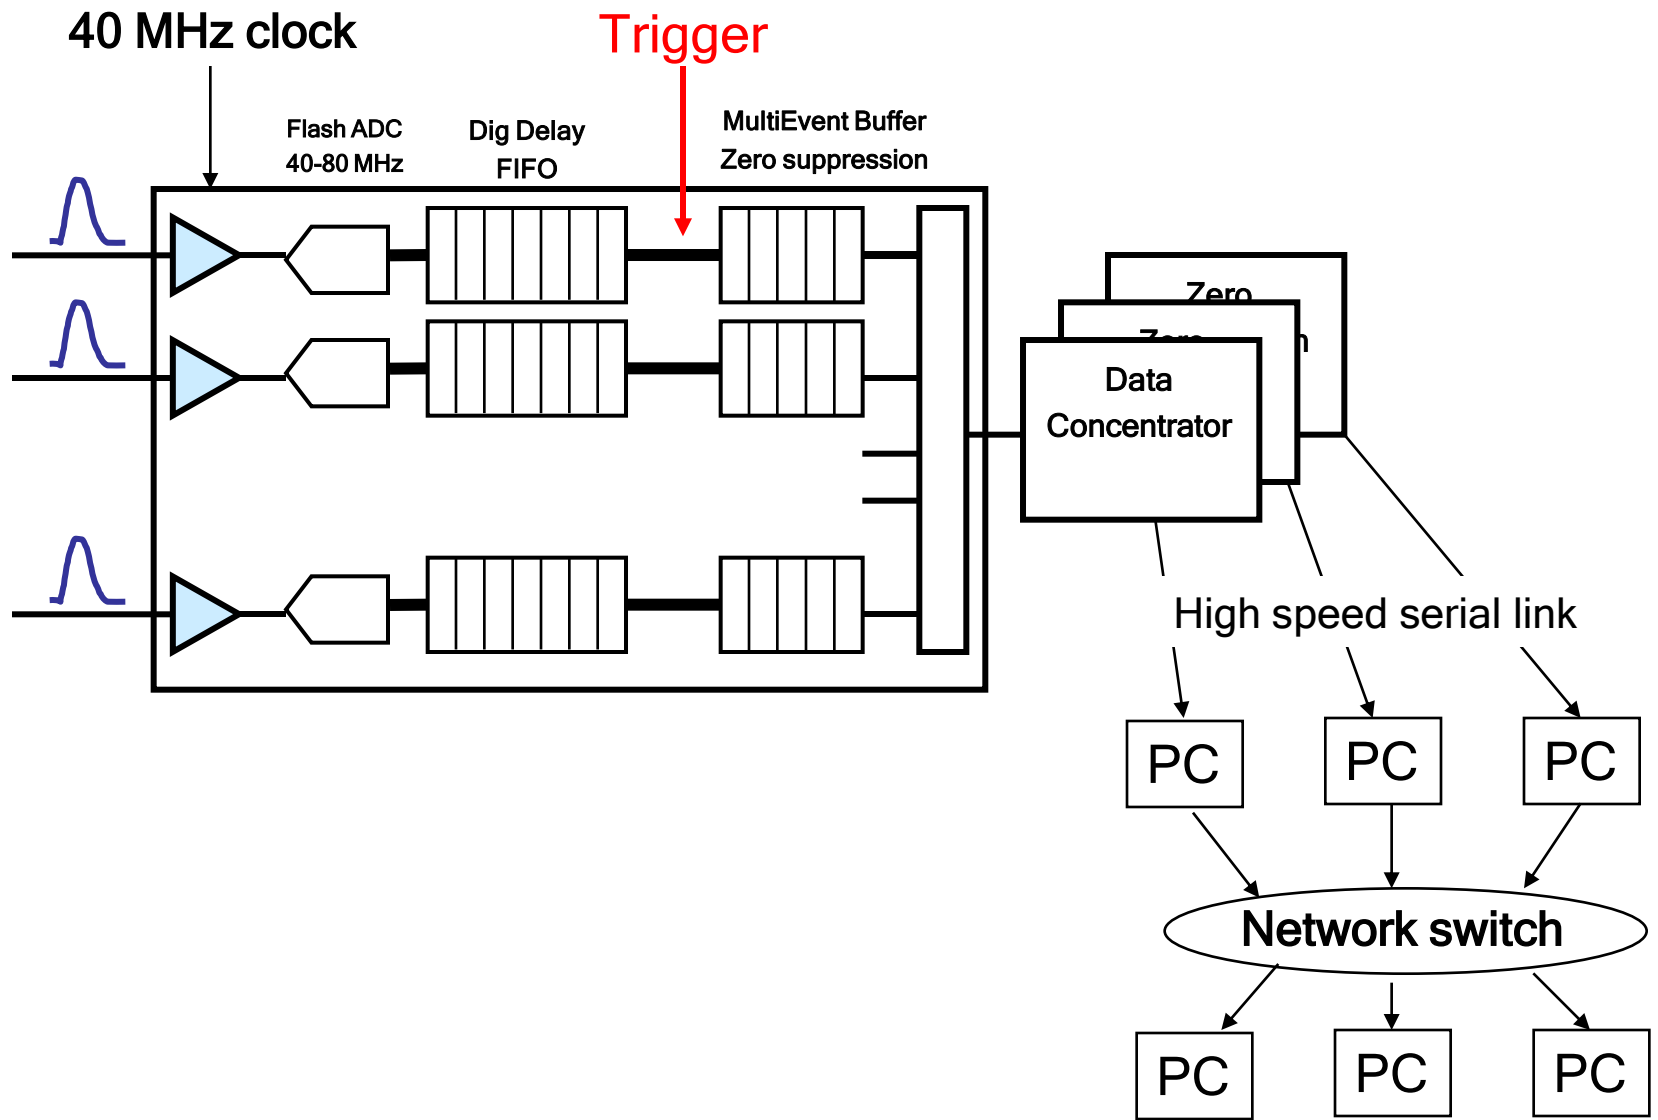 40 MHz clock
Trigger
Flash ADC
40-80 MHz
Dig Delay
FIFO
MultiEvent Buffer
Zero suppression
Zero
Data
Concentrator
High speed serial link
PC
PC
PC
Network switch
PC
PC
PC